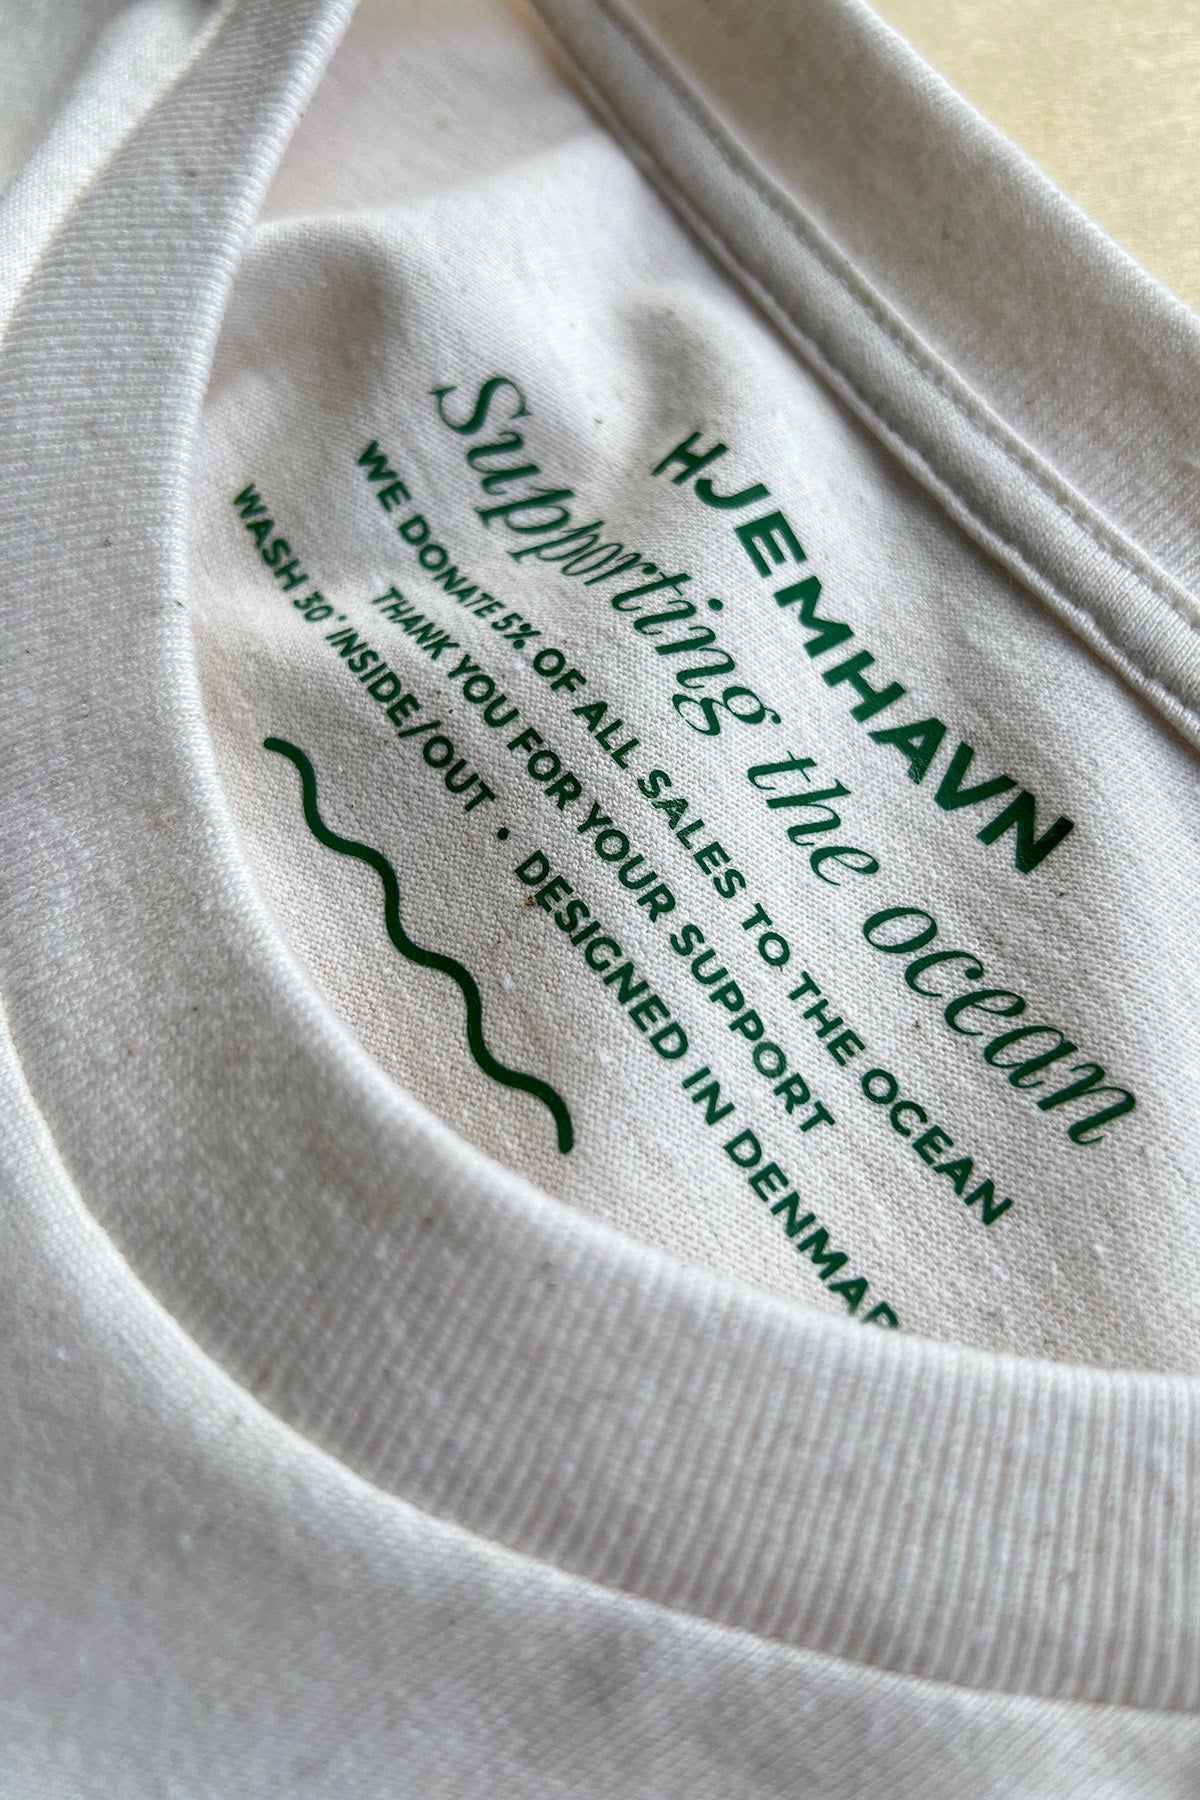 HJEMHAVN
Supporting the ocean
WE DONATE 5% OF ALL SALES TO THE OCEAN
THANK YOU FOR YOUR SUPPORT
WASH 30° INSIDE/OUT • DESIGNED IN DENMAR